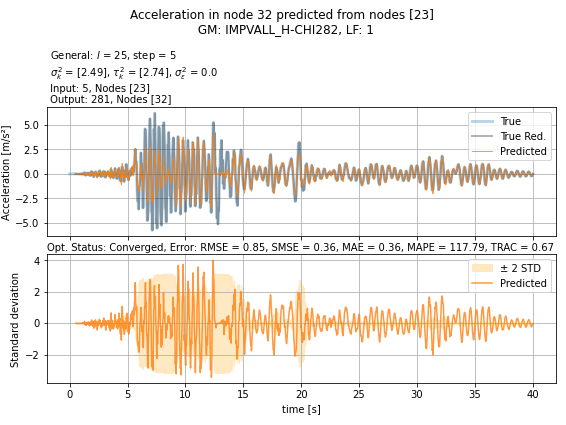 Acceleration in node 32 predicted from nodes [23]
GM: IMPVALL_H-CHI282, LF: 1
General: l = 25, step = 5
σ²ₖ = [2.49], τ²ₖ = [2.74], σ²ε = 0.0
Input: 5, Nodes [23]
Output: 281, Nodes [32]
Acceleration [m/s²]
5.0
2.5
0.0
−2.5
−5.0
True
True Red.
Predicted
Opt. Status: Converged, Error: RMSE = 0.85, SMSE = 0.36, MAE = 0.36, MAPE = 117.79, TRAC = 0.67
Standard deviation
4
2
0
−2
± 2 STD
Predicted
0 5 10 15 20 25 30 35 40
time [s]